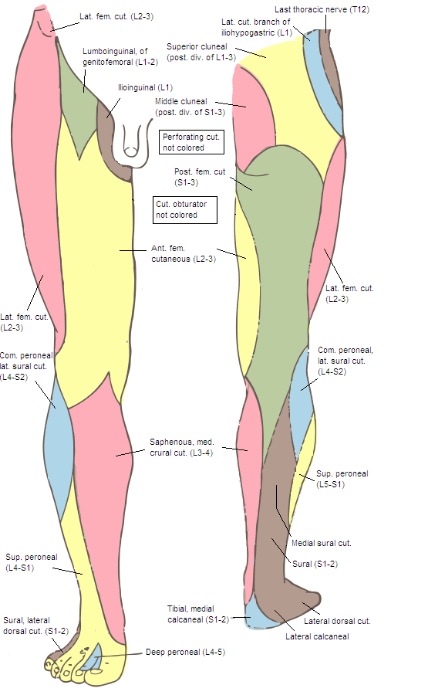 Last thoracic nerve (T12)
Lat. fem. cut. (L2-3)
Lat. cut. branch of
iliohypogastric (L1)
Superior cluneal
(post. div. of L1-3)
Lumboinguinal, of
genitofemoral (L1-2)
Ilioinguinal (L1)
Middle cluneal
(post. div. of S1-3)
Perforating cut.
not colored
Post. fem. cut
(S1-3)
Cut. obturator
not colored
Ant. fem.
cutaneous (L2-3)
Lat. fem. cut.
(L2-3)
Lat. fem. cut.
(L2-3)
Com. peroneal,
lat. sural cut.
(L4-S2)
Com. peroneal,
lat. sural cut.
(L4-S2)
Saphenous, med.
crural cut. (L3-4)
Sup. peroneal
(L5-S1)
Medial sural cut.
Sup. peroneal
(L4-S1)
Sural (S1-2)
Tibial, medial
calcaneal (S1-2)
Sural, lateral
dorsal cut. (S1-2)
Lateral dorsal cut.
Lateral calcaneal
Deep peroneal (L4-5)